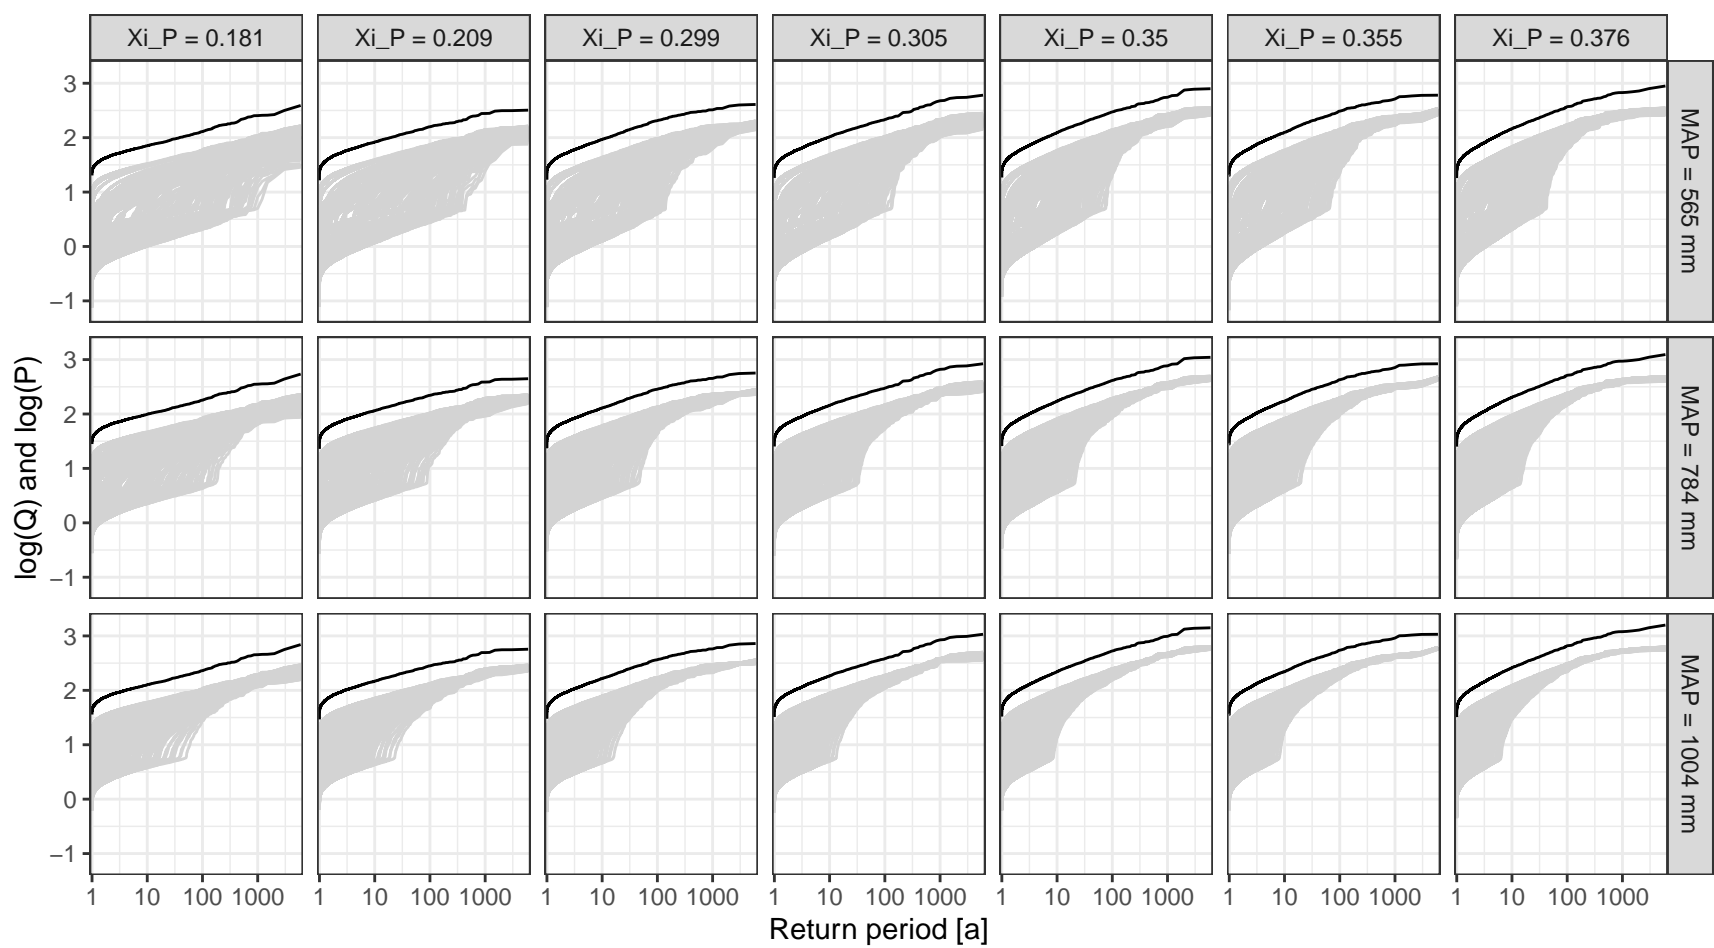 Xi_P = 0.181 Xi_P = 0.209 Xi_P = 0.299 Xi_P = 0.305 Xi_P = 0.35 Xi_P = 0.355 Xi_P = 0.376
3
2
1
0
−1
MAP = 565 mm
3
2
1
0
−1
MAP = 784 mm
3
2
1
0
−1
MAP = 1004 mm
log(Q) and log(P)
1 10 100 1000 1 10 100 1000 1 10 100 1000 1 10 100 1000 1 10 100 1000 1 10 100 1000 1 10 100 1000
Return period [a]